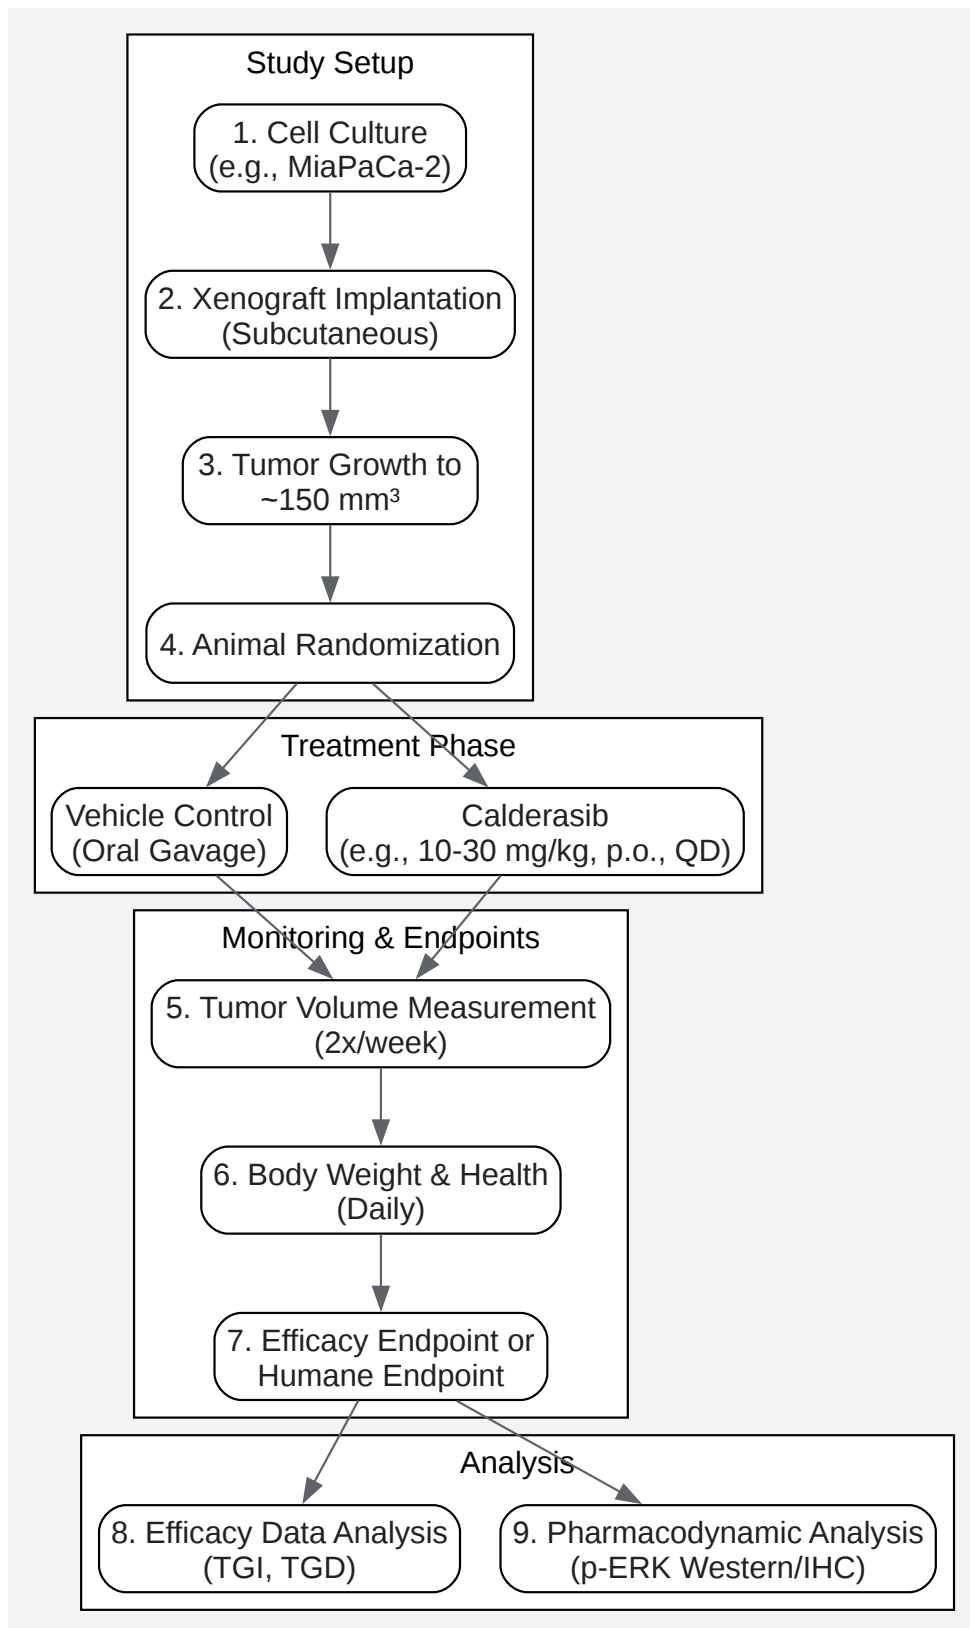 Study Setup
1. Cell Culture
(e.g., MiaPaCa-2)
2. Xenograft Implantation
(Subcutaneous)
3. Tumor Growth to
~150 mm³
4. Animal Randomization
Treatment Phase
Vehicle Control
(Oral Gavage)
Calderasib
(e.g., 10-30 mg/kg, p.o., QD)
Monitoring & Endpoints
5. Tumor Volume Measurement
(2x/week)
6. Body Weight & Health
(Daily)
7. Efficacy Endpoint or
Humane Endpoint
Analysis
8. Efficacy Data Analysis
(TGI, TGD)
9. Pharmacodynamic Analysis
(p-ERK Western/IHC)